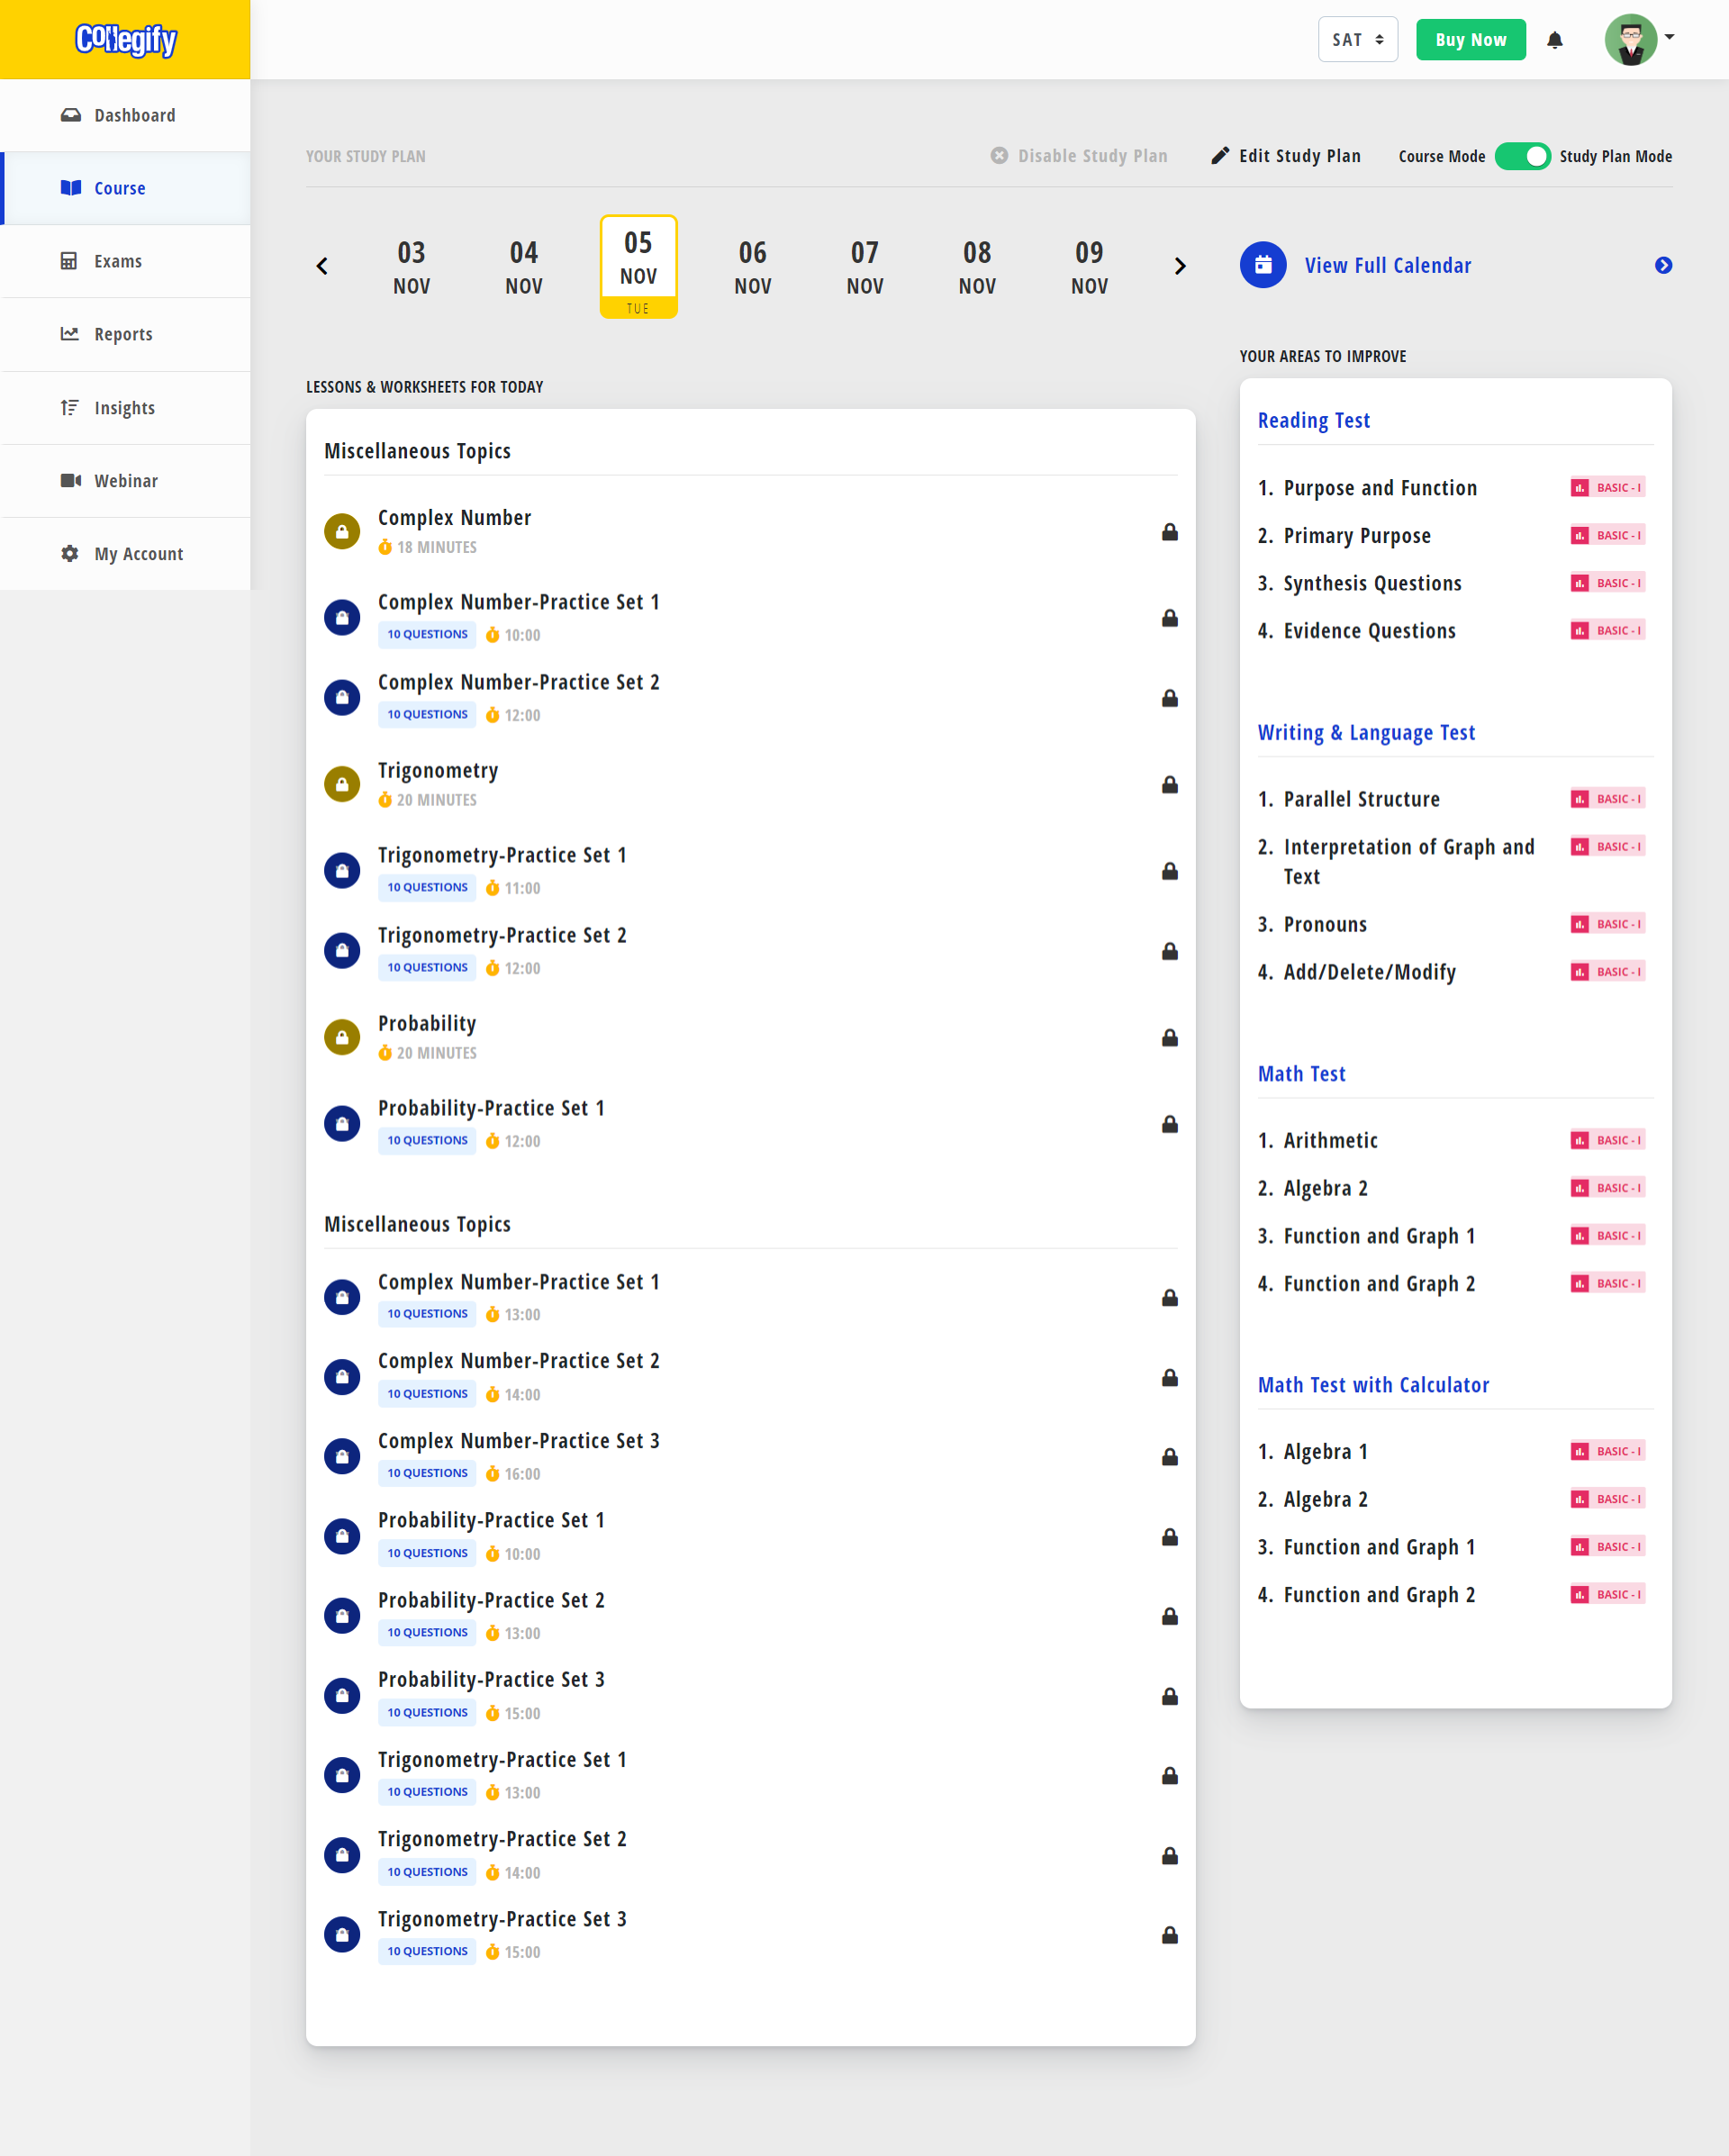 Collegify
SAT
Buy Now
Dashboard
Course
Exams
Reports
Insights
Webinar
My Account
YOUR STUDY PLAN
Disable Study Plan
Edit Study Plan
Course Mode
Study Plan Mode
03 NOV
04 NOV
05 NOV TUE
06 NOV
07 NOV
08 NOV
09 NOV
View Full Calendar
LESSONS & WORKSHEETS FOR TODAY
Miscellaneous Topics
Complex Number
18 MINUTES
Complex Number-Practice Set 1
10 QUESTIONS 10:00
Complex Number-Practice Set 2
10 QUESTIONS 12:00
Trigonometry
20 MINUTES
Trigonometry-Practice Set 1
10 QUESTIONS 11:00
Trigonometry-Practice Set 2
10 QUESTIONS 12:00
Probability
20 MINUTES
Probability-Practice Set 1
10 QUESTIONS 12:00
Miscellaneous Topics
Complex Number-Practice Set 1
10 QUESTIONS 13:00
Complex Number-Practice Set 2
10 QUESTIONS 14:00
Complex Number-Practice Set 3
10 QUESTIONS 16:00
Probability-Practice Set 1
10 QUESTIONS 10:00
Probability-Practice Set 2
10 QUESTIONS 13:00
Probability-Practice Set 3
10 QUESTIONS 15:00
Trigonometry-Practice Set 1
10 QUESTIONS 13:00
Trigonometry-Practice Set 2
10 QUESTIONS 14:00
Trigonometry-Practice Set 3
10 QUESTIONS 15:00
YOUR AREAS TO IMPROVE
Reading Test
1. Purpose and Function BASIC - I
2. Primary Purpose BASIC - I
3. Synthesis Questions BASIC - I
4. Evidence Questions BASIC - I
Writing & Language Test
1. Parallel Structure BASIC - I
2. Interpretation of Graph and BASIC - I
Text
3. Pronouns BASIC - I
4. Add/Delete/Modify BASIC - I
Math Test
1. Arithmetic BASIC - I
2. Algebra 2 BASIC - I
3. Function and Graph 1 BASIC - I
4. Function and Graph 2 BASIC - I
Math Test with Calculator
1. Algebra 1 BASIC - I
2. Algebra 2 BASIC - I
3. Function and Graph 1 BASIC - I
4. Function and Graph 2 BASIC - I